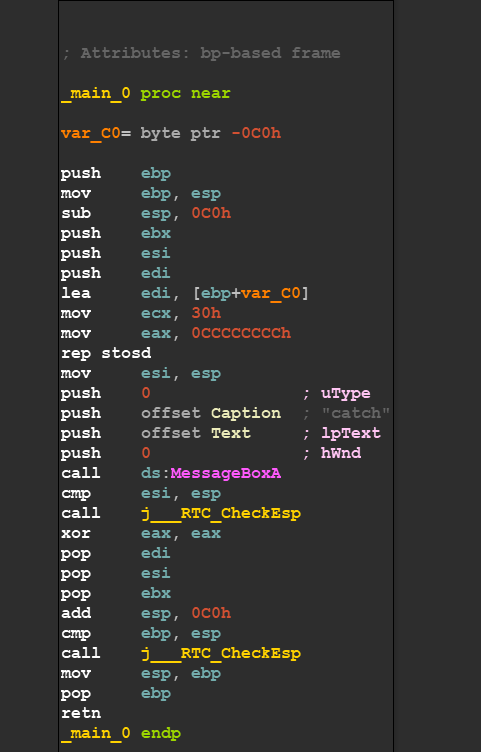 ; Attributes: bp-based frame
_main_0 proc near
var_C0= byte ptr -0C0h
push ebp
mov ebp, esp
sub esp, 0C0h
push ebx
push esi
push edi
lea edi, [ebp+var_C0]
mov ecx, 30h
mov eax, 0CCCCCCCCh
rep stosd
mov esi, esp
push 0 ; uType
push offset Caption ; "catch"
push offset Text ; lpText
push 0 ; hWnd
call ds:MessageBoxA
cmp esi, esp
call j___RTC_CheckEsp
xor eax, eax
pop edi
pop esi
pop ebx
add esp, 0C0h
cmp ebp, esp
call j___RTC_CheckEsp
mov esp, ebp
pop ebp
retn
_main_0 endp